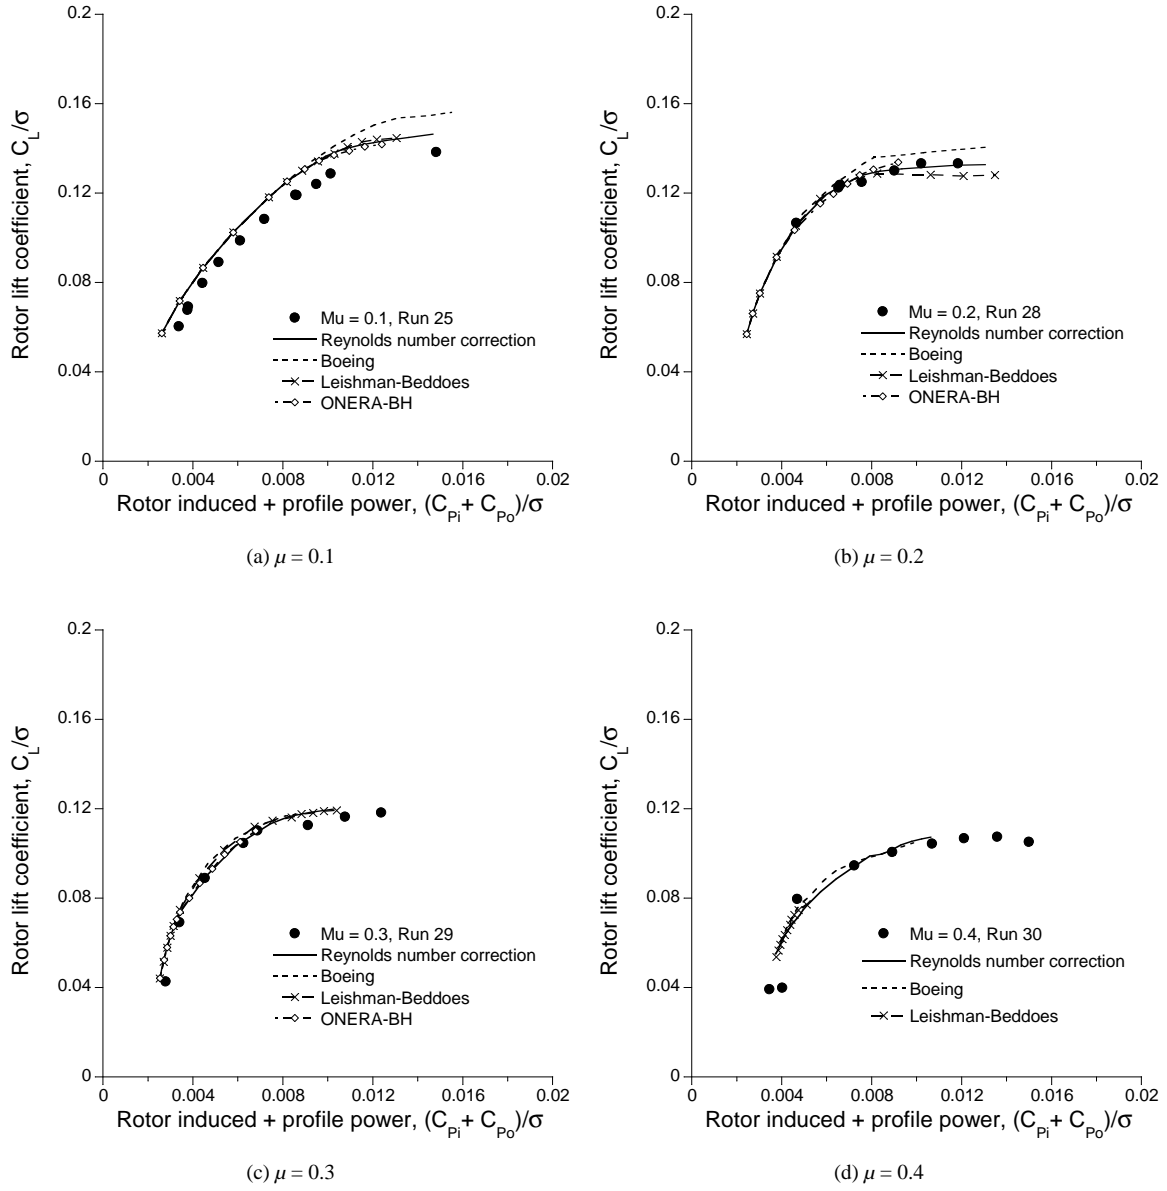 0.2
0.16
0.12
0.08
0.04
0
Rotor lift coefficient, C_L/σ
Mu = 0.1, Run 25
Reynolds number correction
Boeing
Leishman-Beddoes
ONERA-BH
0 0.004 0.008 0.012 0.016 0.02
Rotor induced + profile power, (C_Pi + C_Po)/σ
(a) μ = 0.1
0.2
0.16
0.12
0.08
0.04
0
Rotor lift coefficient, C_L/σ
Mu = 0.2, Run 28
Reynolds number correction
Boeing
Leishman-Beddoes
ONERA-BH
0 0.004 0.008 0.012 0.016 0.02
Rotor induced + profile power, (C_Pi + C_Po)/σ
(b) μ = 0.2
0.2
0.16
0.12
0.08
0.04
0
Rotor lift coefficient, C_L/σ
Mu = 0.3, Run 29
Reynolds number correction
Boeing
Leishman-Beddoes
ONERA-BH
0 0.004 0.008 0.012 0.016 0.02
Rotor induced + profile power, (C_Pi + C_Po)/σ
(c) μ = 0.3
0.2
0.16
0.12
0.08
0.04
0
Rotor lift coefficient, C_L/σ
Mu = 0.4, Run 30
Reynolds number correction
Boeing
Leishman-Beddoes
0 0.004 0.008 0.012 0.016 0.02
Rotor induced + profile power, (C_Pi + C_Po)/σ
(d) μ = 0.4